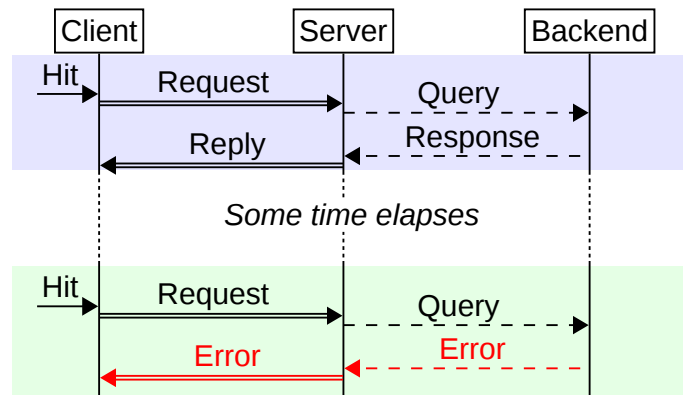 Client Server Backend
Hit Request
Query
Reply Response
Some time elapses
Hit Request
Query
Error Error